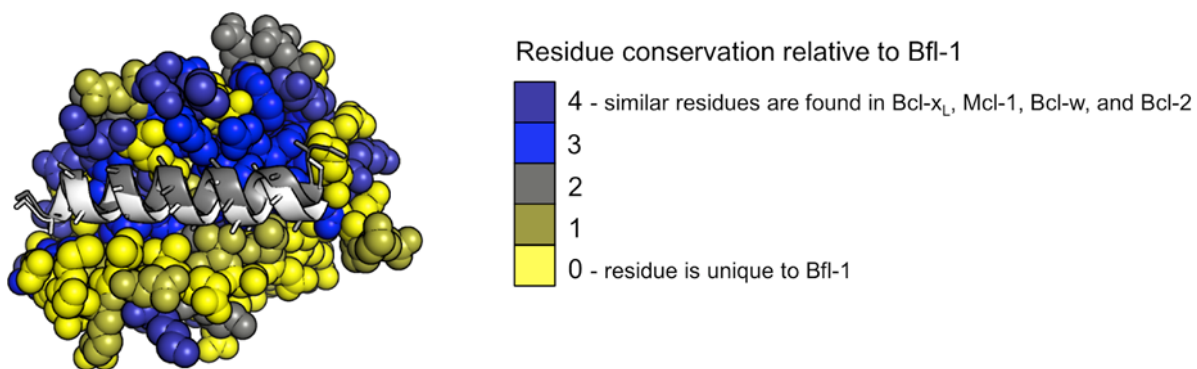 Residue conservation relative to Bfl-1
4 - similar residues are found in Bcl-xL, Mcl-1, Bcl-w, and Bcl-2
3
2
1
0 - residue is unique to Bfl-1